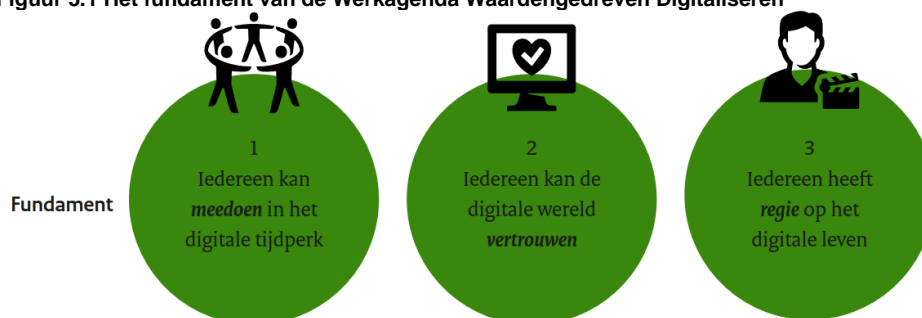 Figuur 5.1 Het fundament van de Werkagenda Waardengedreven Digitaliseren
1
Iedereen kan
meedoen in het
digitale tijdperk
2
Iedereen kan de
digitale wereld
vertrouwen
3
Iedereen heeft
regie op het
digitale leven
Fundament